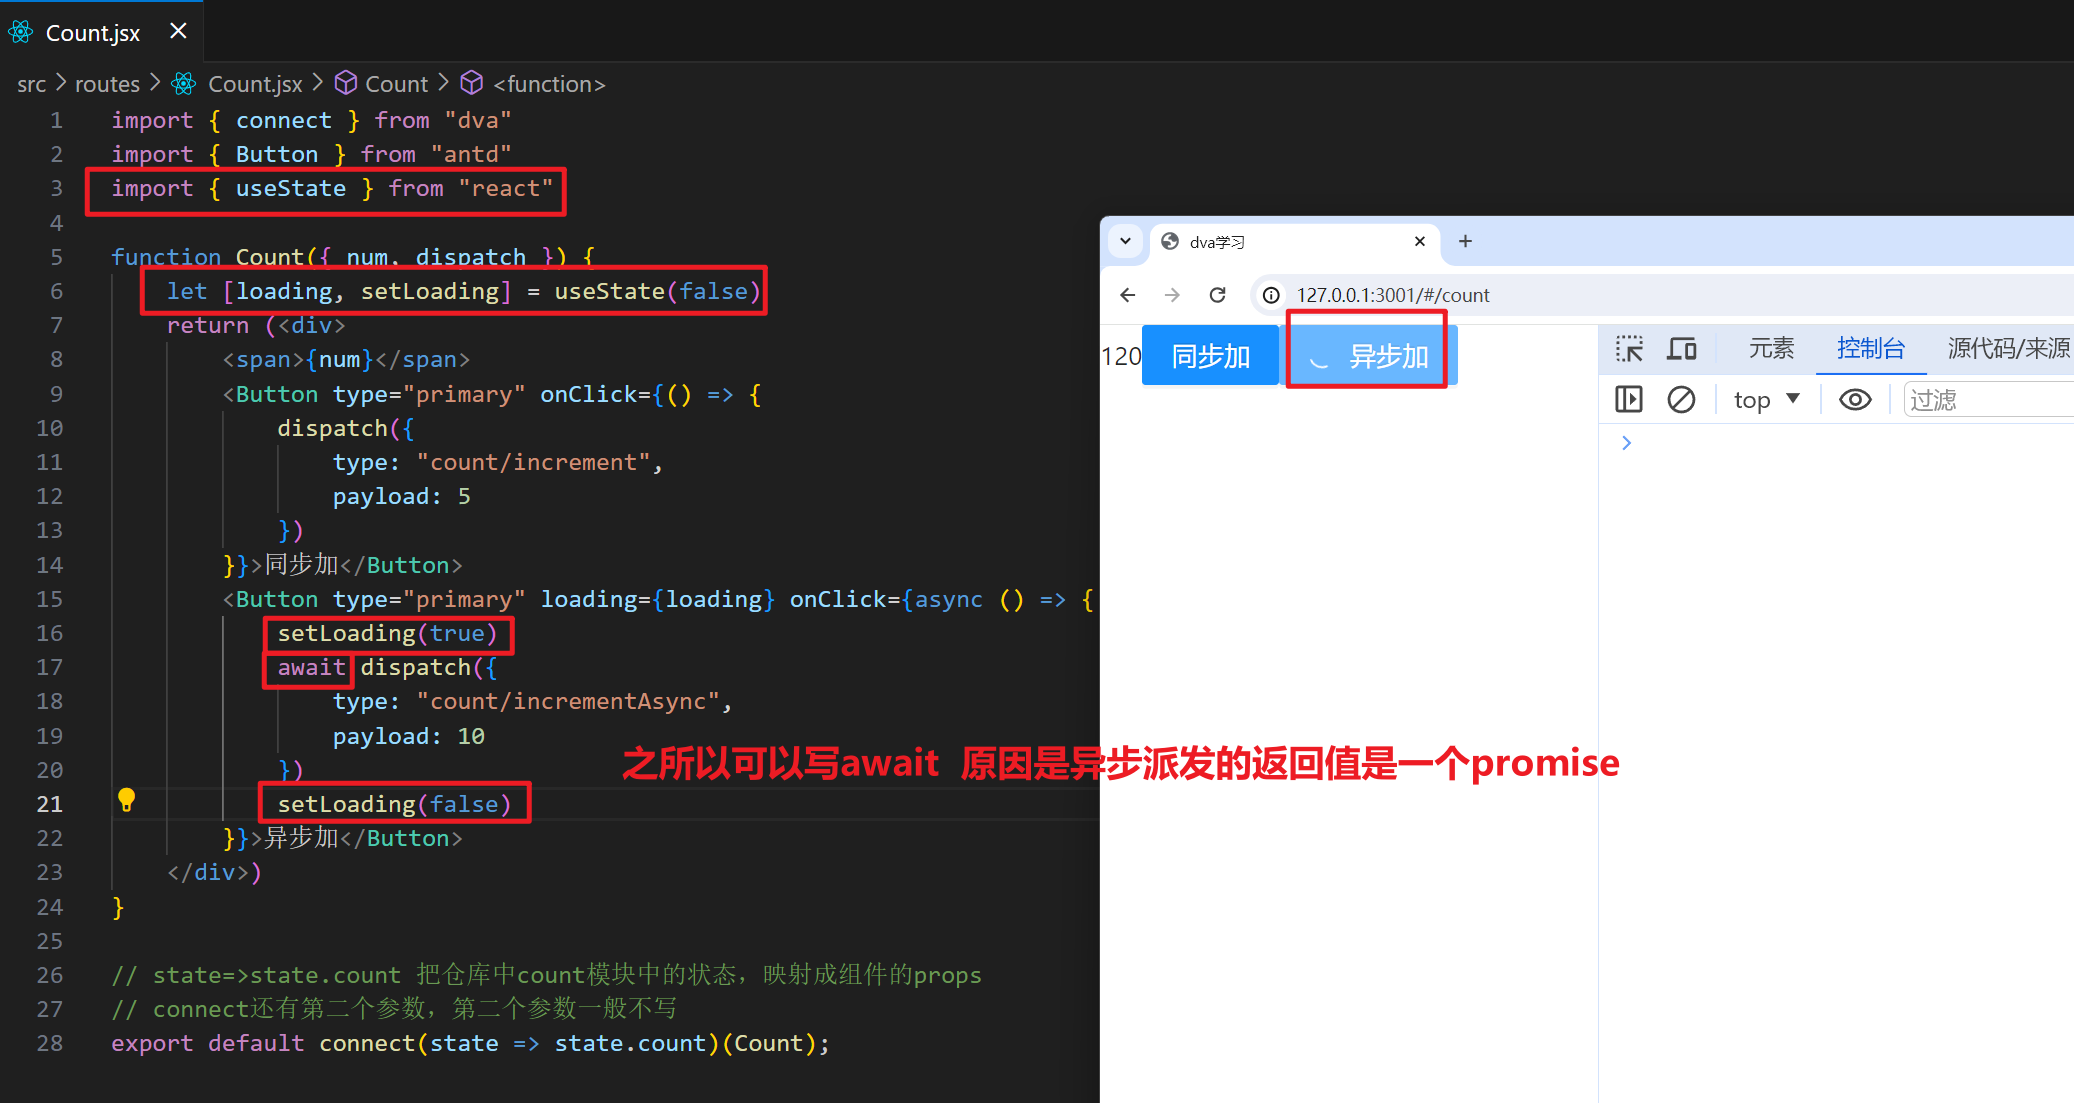 Count.jsx
src > routes > Count.jsx > Count > <function>
1 import { connect } from "dva"
2 import { Button } from "antd"
3 import { useState } from "react"
4
5 function Count({ num, dispatch }) {
6 let [loading, setLoading] = useState(false)
7 return (<div>
8 <span>{num}</span>
9 <Button type="primary" onClick={() => {
10 dispatch({
11 type: "count/increment",
12 payload: 5
13 })
14 }}>同步加</Button>
15 <Button type="primary" loading={loading} onClick={async () => {
16 setLoading(true)
17 await dispatch({
18 type: "count/incrementAsync",
19 payload: 10
20 })
21 setLoading(false)
22 }}>异步加</Button>
23 </div>)
24 }
25
26 // state=>state.count 把仓库中count模块中的状态，映射成组件的props
27 // connect还有第二个参数，第二个参数一般不写
28 export default connect(state => state.count)(Count);
之所以可以写await 原因是异步派发的返回值是一个promise
dva学习
127.0.0.1:3001/#/count
120 同步加 异步加
元素 控制台 源代码/来源
top 过滤